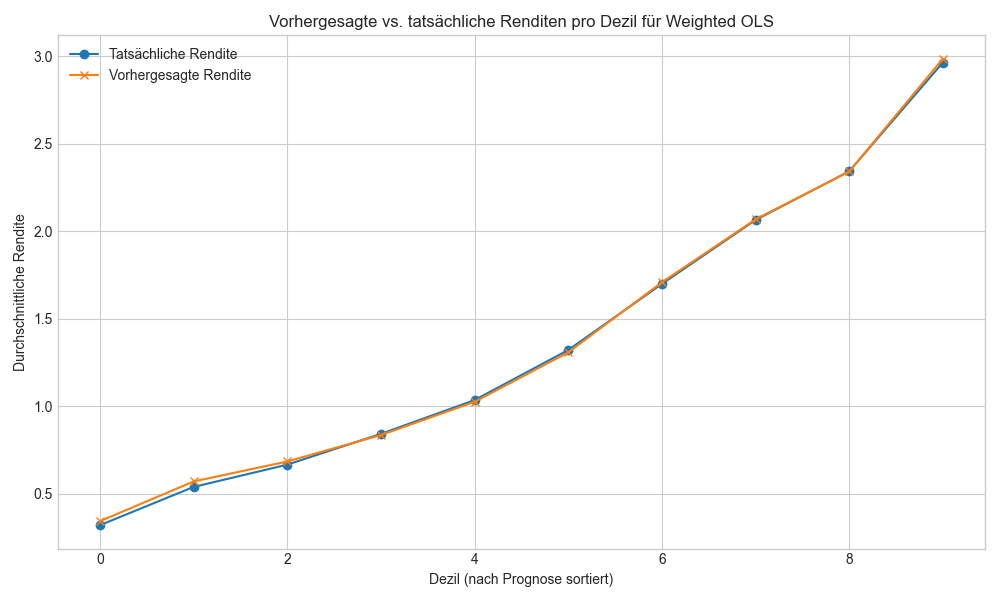 Vorhergesagte vs. tatsächliche Renditen pro Dezil für Weighted OLS
Tatsächliche Rendite
Vorhergesagte Rendite
Durchschnittliche Rendite
3.0
2.5
2.0
1.5
1.0
0.5
0 2 4 6 8
Dezil (nach Prognose sortiert)